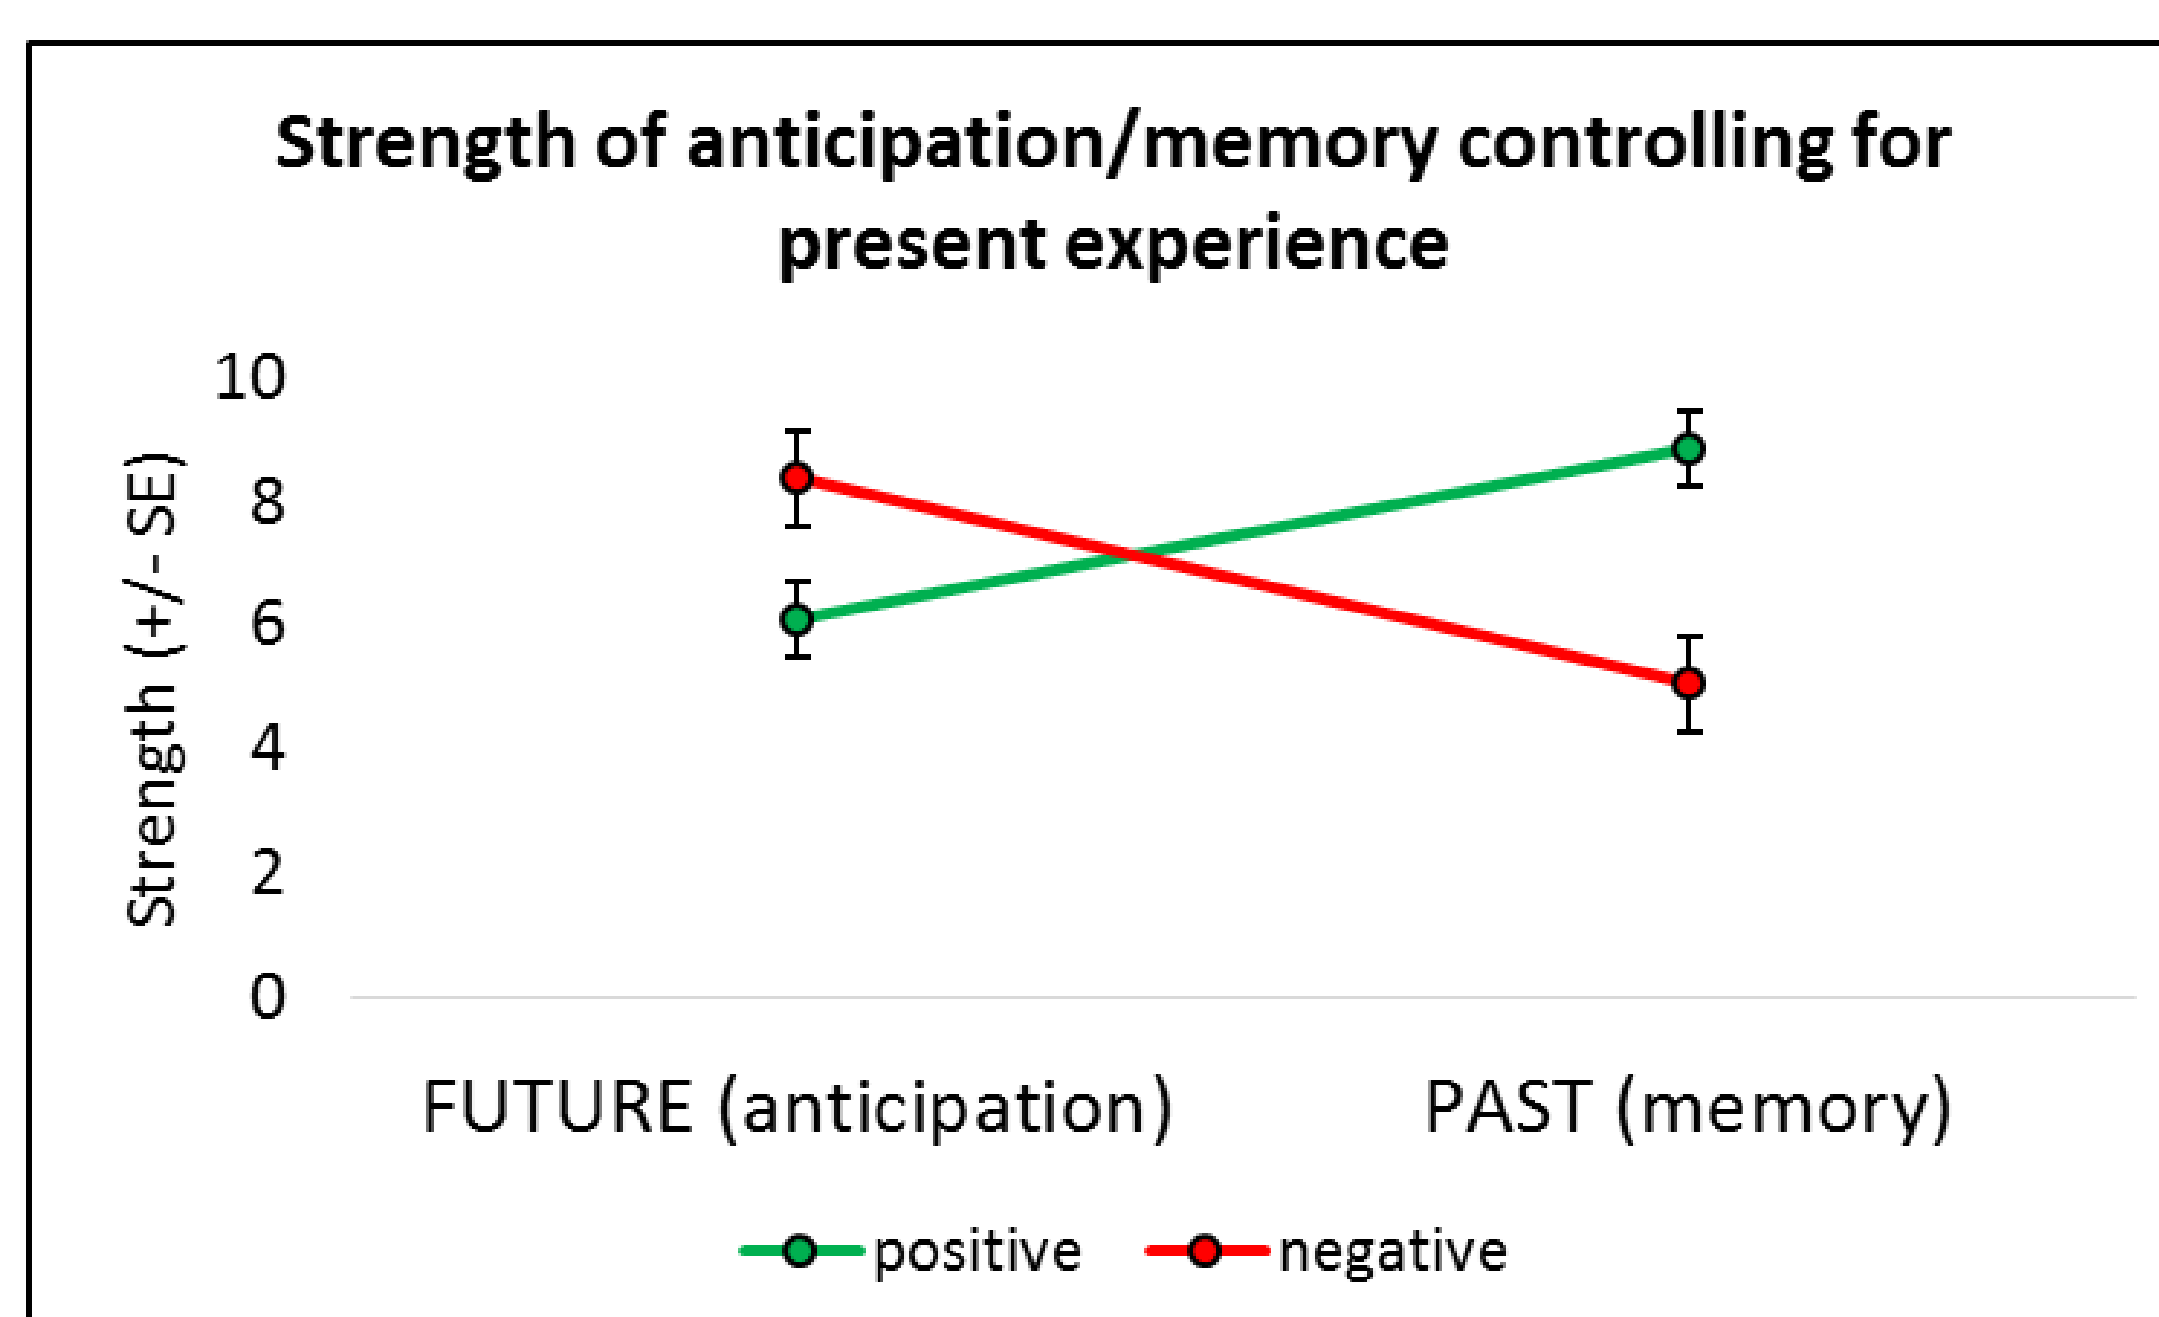 Strength of anticipation/memory controlling for
present experience
Strength (+/- SE)
10
8
6
4
2
0
FUTURE (anticipation) PAST (memory)
positive negative